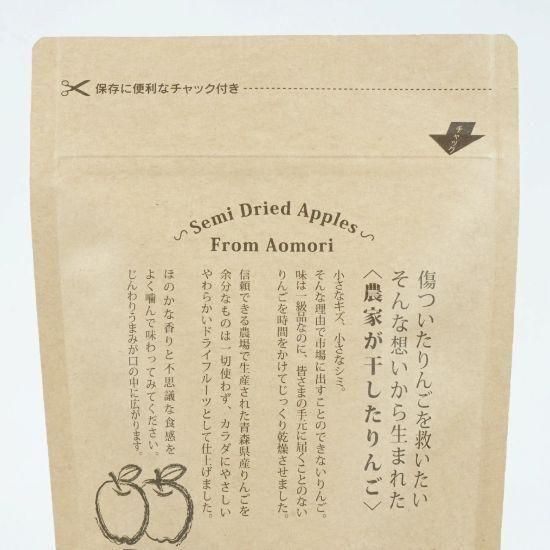 保存に便利なチャック付き
チャック
Semi Dried Apples
From Aomori
傷ついたりんごを救いたい
そんな想いから生まれた
〈農家が干したりんご〉
小さなキズ、小さなシミ。
そんな理由で市場に出すことのできないりんご。
味は一級品なのに、皆さまの手元に届くことのない
りんごを時間をかけてじっくり乾燥させました。
信頼できる農場で生産された青森県産りんごを
余分なものは一切使わず、カラダにやさしい
やわらかいドライフルーツとして仕上げました。
ほのかな香りと不思議な食感を
よく噛んで味わってみてください。
じんわりうまみが口の中に広がります。